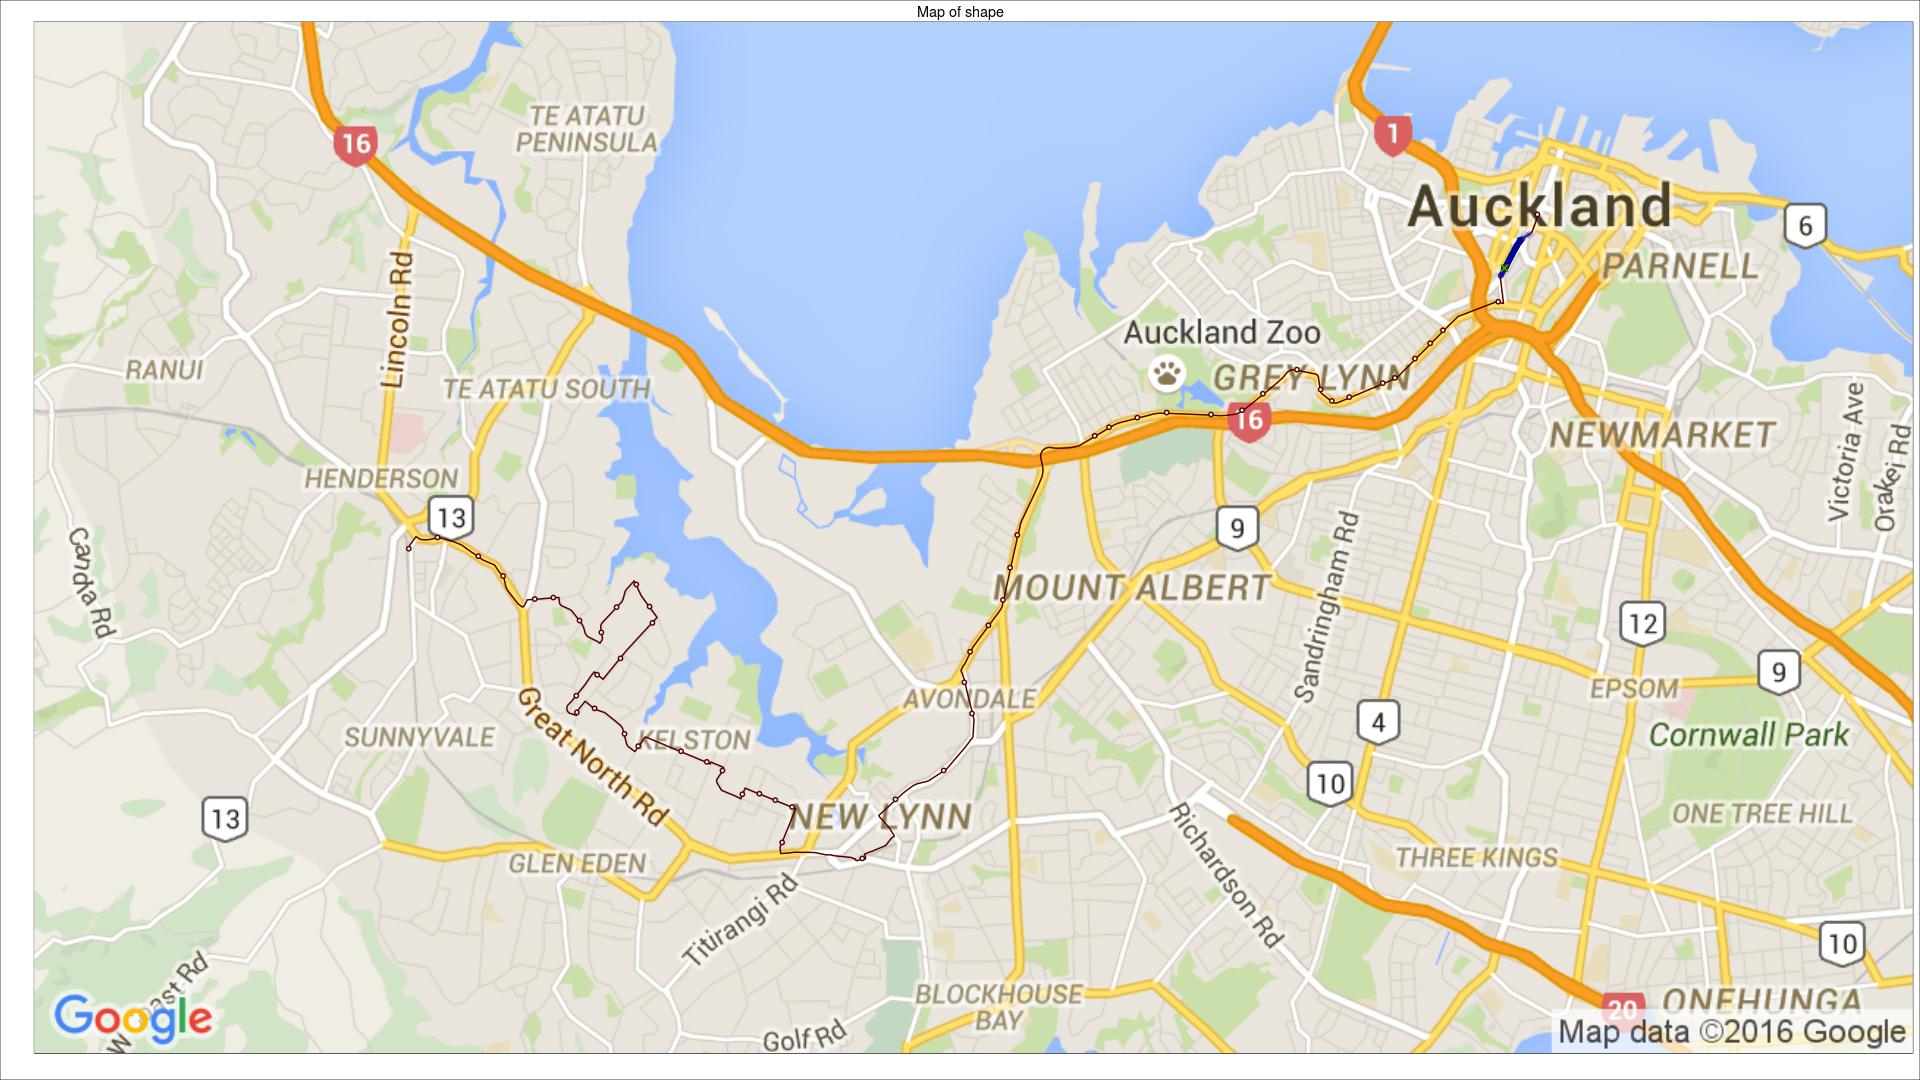 Map of shape
TE ATATU
PENINSULA
16
1
Auckland
6
PARNELL
Lincoln Rd
Auckland Zoo
RANUI
TE ATATU SOUTH
GREY LYNN
16
NEWMARKET
Victoria Ave
Orakei Rd
HENDERSON
13
9
Candia Rd
MOUNT ALBERT
Sandringham Rd
12
9
EPSOM
AVONDALE
Great North Rd
SUNNYVALE
KELSTON
4
Cornwall Park
10
13
NEW LYNN
ONE TREE HILL
Richardson Rd
THREE KINGS
GLEN EDEN
Titirangi Rd
10
BLOCKHOUSE
BAY
20
ONEHUNGA
Google
Golf Rd
Map data ©2016 Google